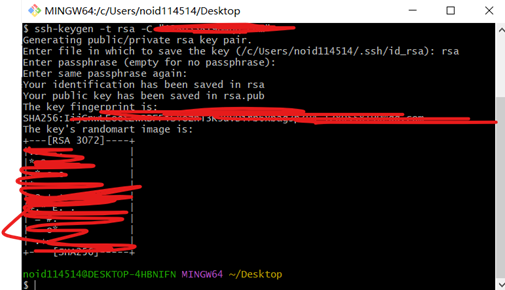 MINGW64:/c/Users/noid114514/Desktop
$ ssh-keygen -t rsa -C
Generating public/private rsa key pair.
Enter file in which to save the key (/c/Users/noid114514/.ssh/id_rsa): rsa
Enter passphrase (empty for no passphrase):
Enter same passphrase again:
Your identification has been saved in rsa
Your public key has been saved in rsa.pub
The key fingerprint is:
SHA256:
The key's randomart image is:
+---[RSA 3072]----+
+----[SHA256]
noid114514@DESKTOP-4HBNIFN MINGW64 ~/Desktop
$